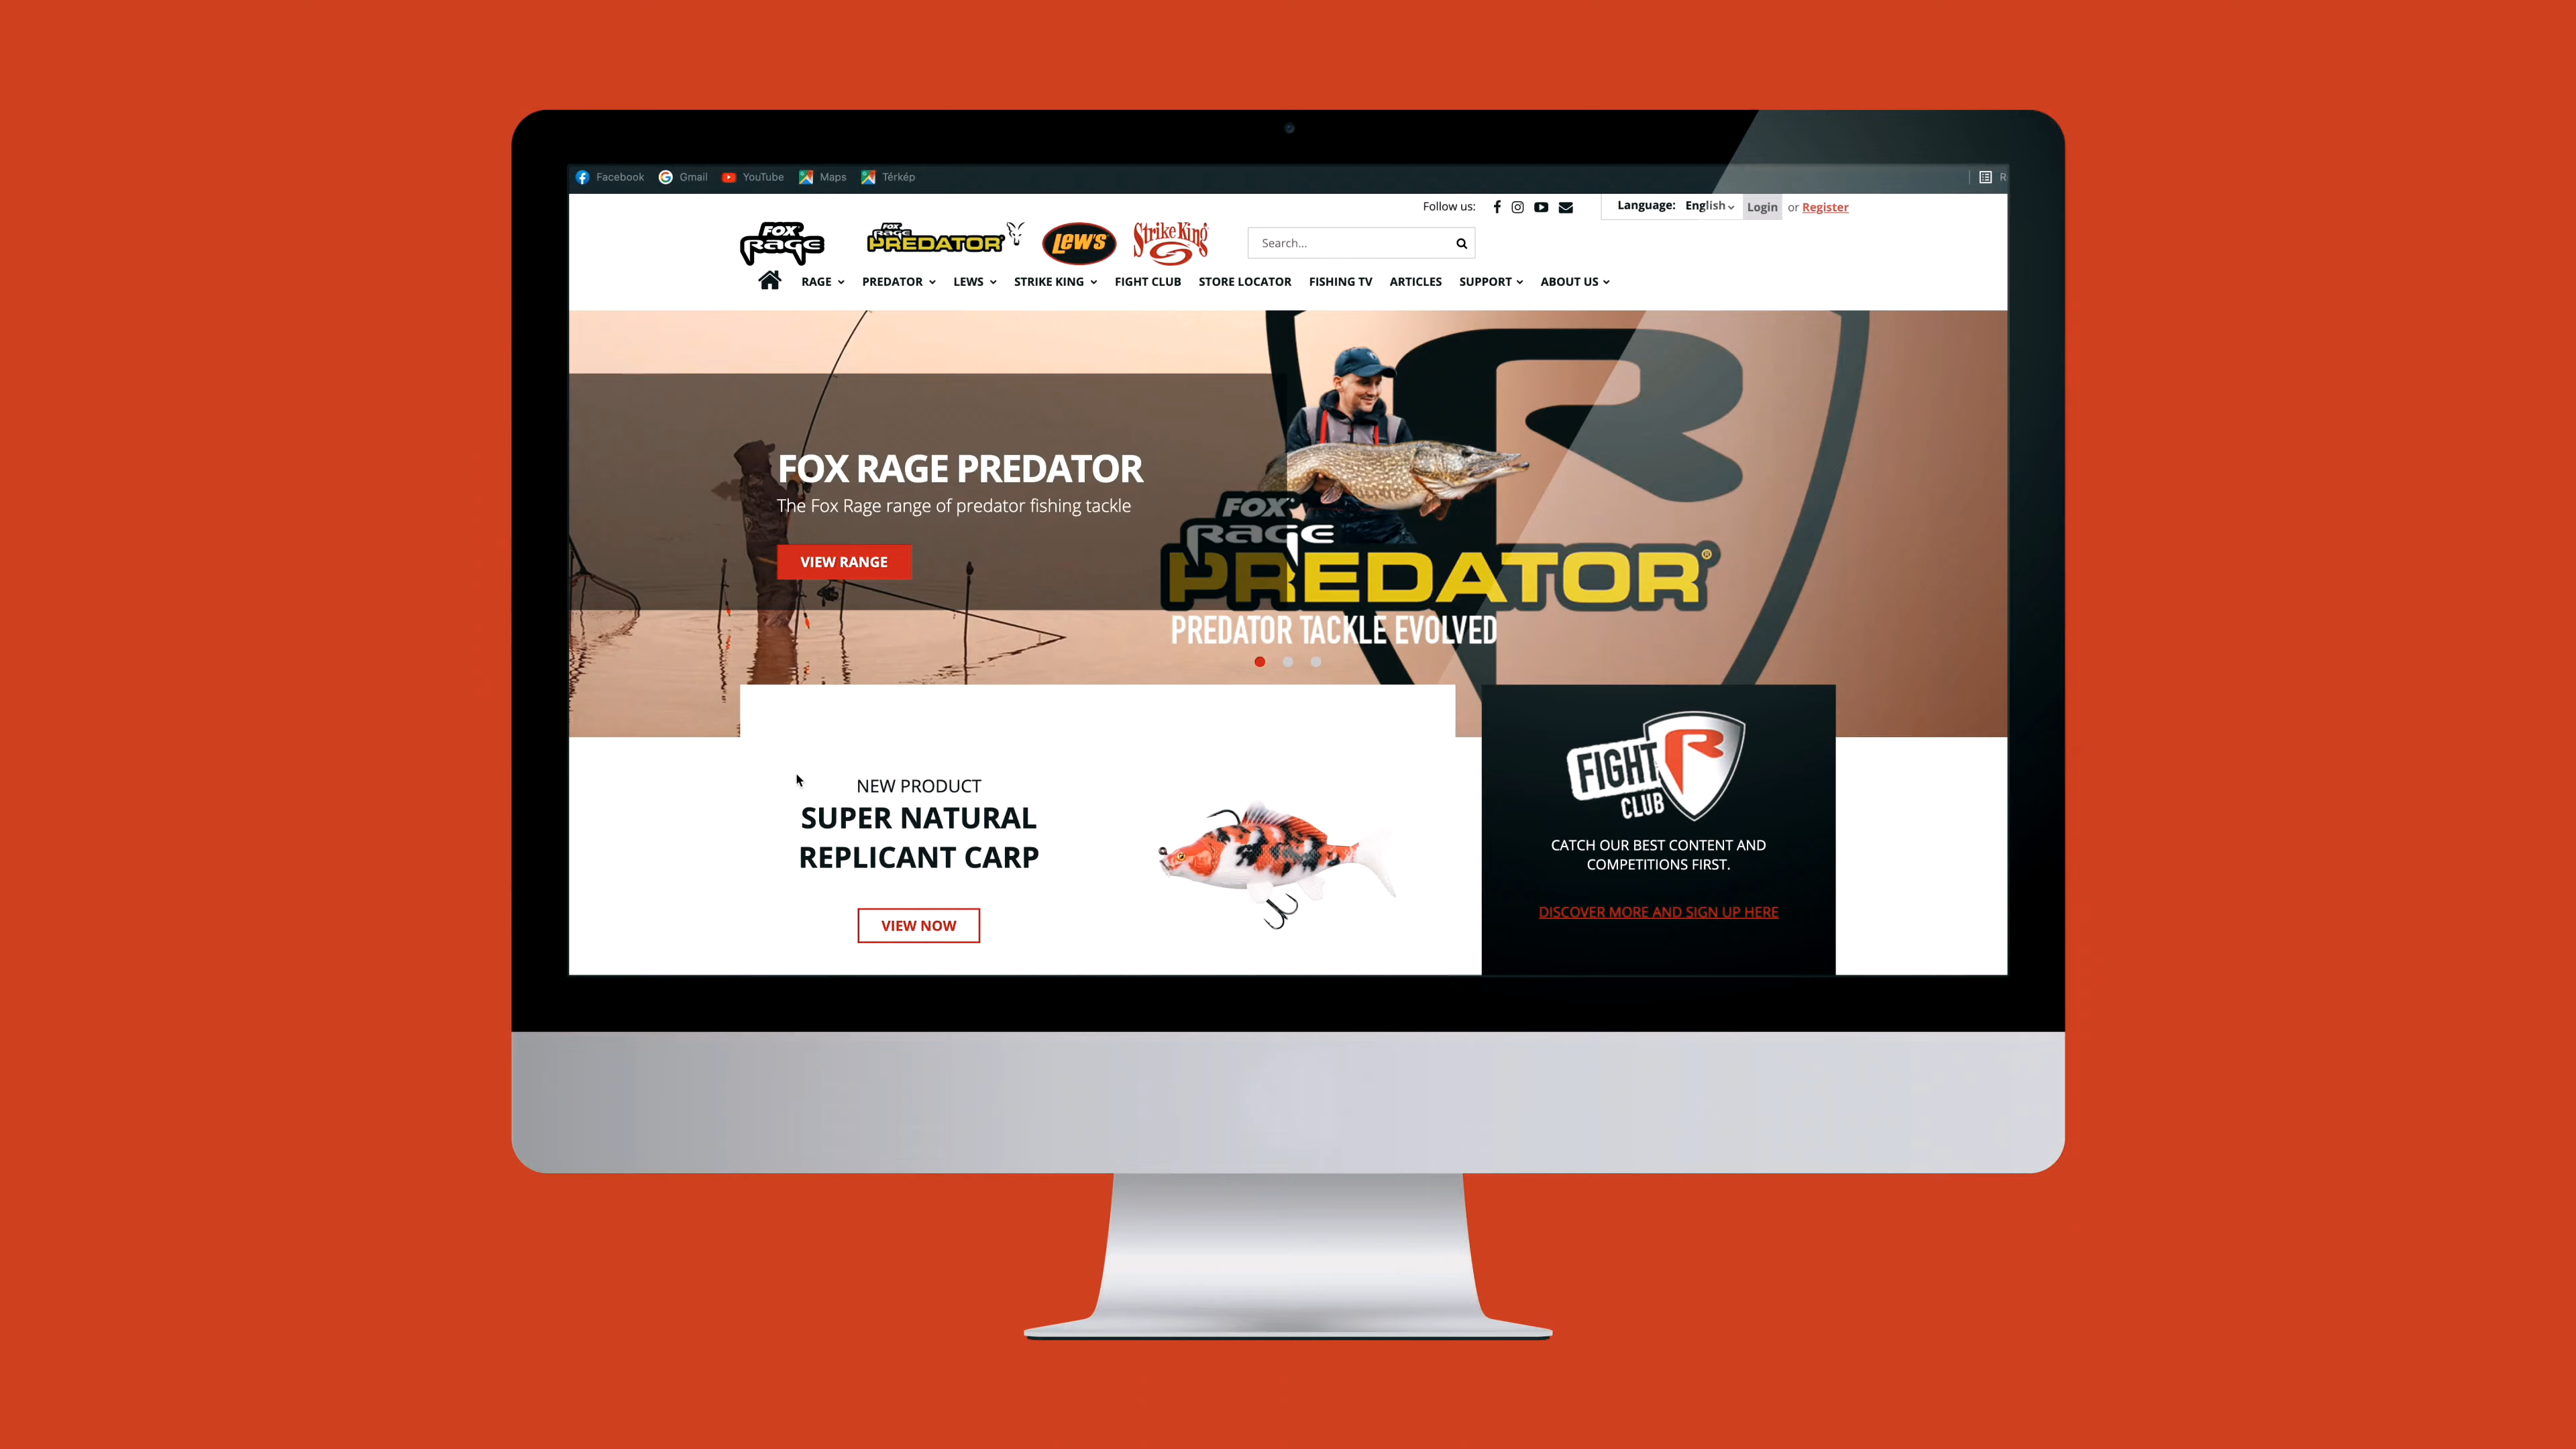 Facebook Gmail YouTube Maps Térkép
Follow us: Language: English Login or Register
FOX RAGE
FOX RAGE PREDATOR
LEW'S
Strike King
Search...
RAGE PREDATOR LEWS STRIKE KING FIGHT CLUB STORE LOCATOR FISHING TV ARTICLES SUPPORT ABOUT US
FOX RAGE PREDATOR
The Fox Rage range of predator fishing tackle
VIEW RANGE
R
FOX
RAGE
PREDATOR®
PREDATOR TACKLE EVOLVED
NEW PRODUCT
SUPER NATURAL
REPLICANT CARP
VIEW NOW
FIGHT R
CLUB
CATCH OUR BEST CONTENT AND
COMPETITIONS FIRST.
DISCOVER MORE AND SIGN UP HERE